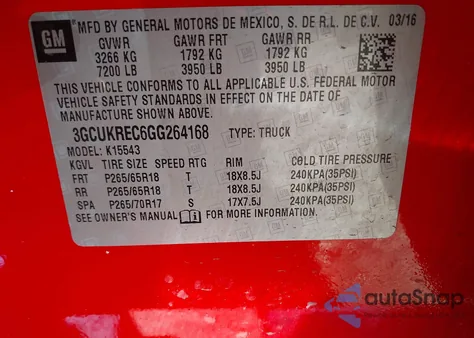 GM
MFD BY GENERAL MOTORS DE MEXICO, S. DE R.L. DE C.V. 03/16
GVWR GAWR FRT GAWR RR
3266 KG 1792 KG 1792 KG
7200 LB 3950 LB 3950 LB
THIS VEHICLE CONFORMS TO ALL APPLICABLE U.S. FEDERAL MOTOR
VEHICLE SAFETY STANDARDS IN EFFECT ON THE DATE OF
MANUFACTURE SHOWN ABOVE.
3GCUKREC6GG264168 TYPE: TRUCK
MODEL: K15543
KGVL TIRE SIZE SPEED RTG RIM COLD TIRE PRESSURE
FRT P265/65R18 T 18X8.5J 240KPA(35PSI)
RR P265/65R18 T 18X8.5J 240KPA(35PSI)
SPA P265/70R17 S 17X7.5J 240KPA(35PSI)
SEE OWNER'S MANUAL FOR MORE INFORMATION.
autoSnap